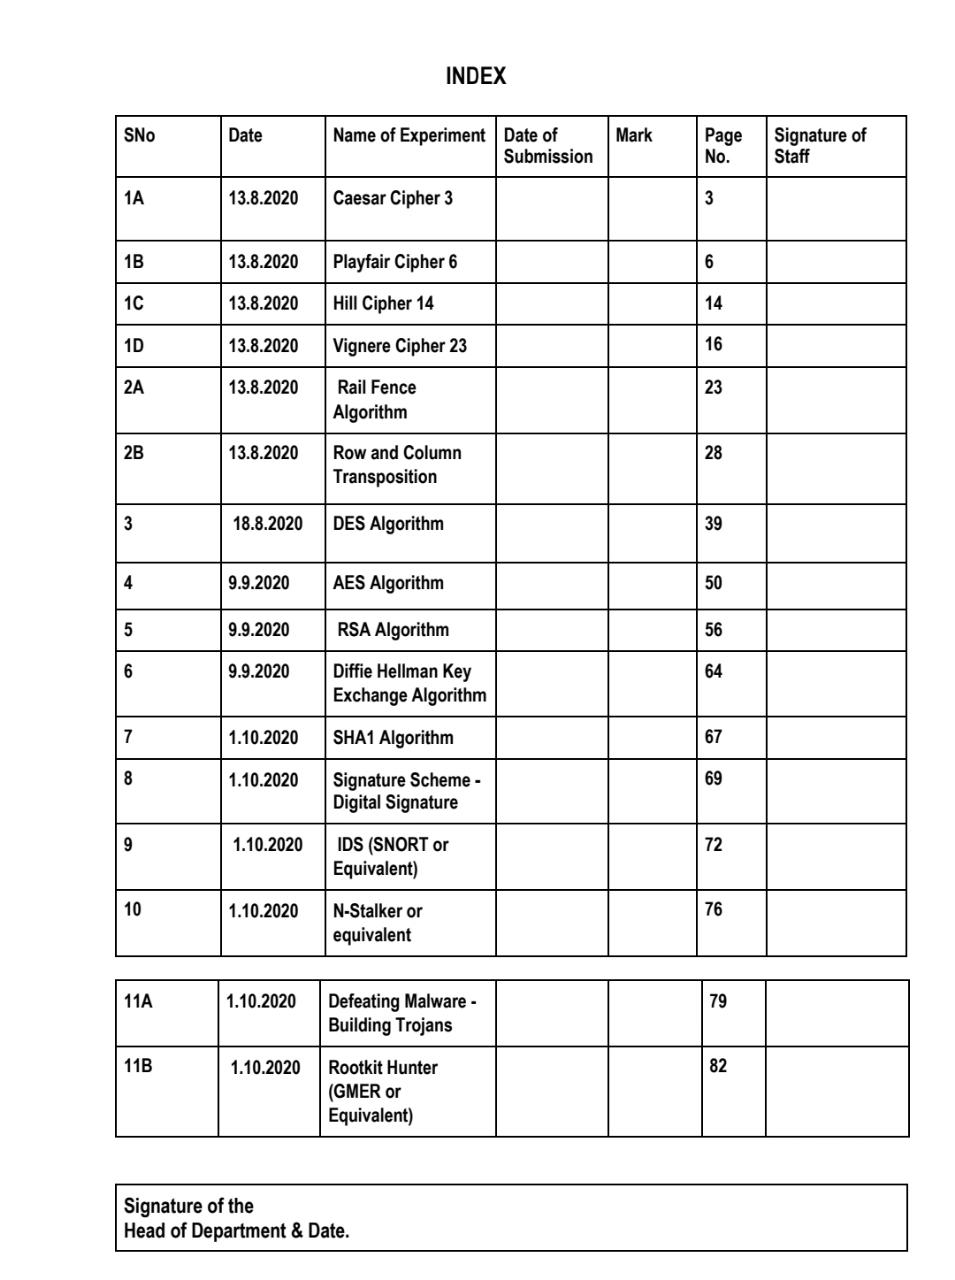 INDEX
SNo Date Name of Experiment Date of Submission Mark Page No. Signature of Staff
1A 13.8.2020 Caesar Cipher 3 3
1B 13.8.2020 Playfair Cipher 6 6
1C 13.8.2020 Hill Cipher 14 14
1D 13.8.2020 Vignere Cipher 23 16
2A 13.8.2020 Rail Fence 23
Algorithm
2B 13.8.2020 Row and Column 28
Transposition
3 18.8.2020 DES Algorithm 39
4 9.9.2020 AES Algorithm 50
5 9.9.2020 RSA Algorithm 56
6 9.9.2020 Diffie Hellman Key 64
Exchange Algorithm
7 1.10.2020 SHA1 Algorithm 67
8 1.10.2020 Signature Scheme - 69
Digital Signature
9 1.10.2020 IDS (SNORT or 72
Equivalent)
10 1.10.2020 N-Stalker or 76
equivalent
11A 1.10.2020 Defeating Malware - 79
Building Trojans
11B 1.10.2020 Rootkit Hunter 82
(GMER or
Equivalent)
Signature of the
Head of Department & Date.